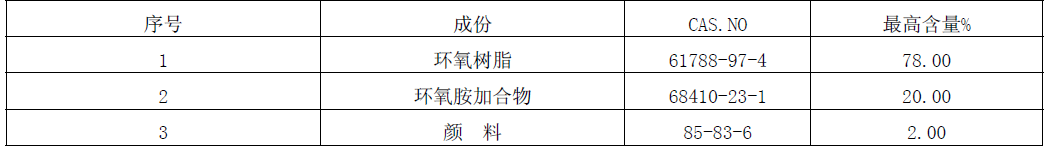 序号 成份 CAS.NO 最高含量%
1 环氧树脂 61788-97-4 78.00
2 环氧胺加合物 68410-23-1 20.00
3 颜 料 85-83-6 2.00